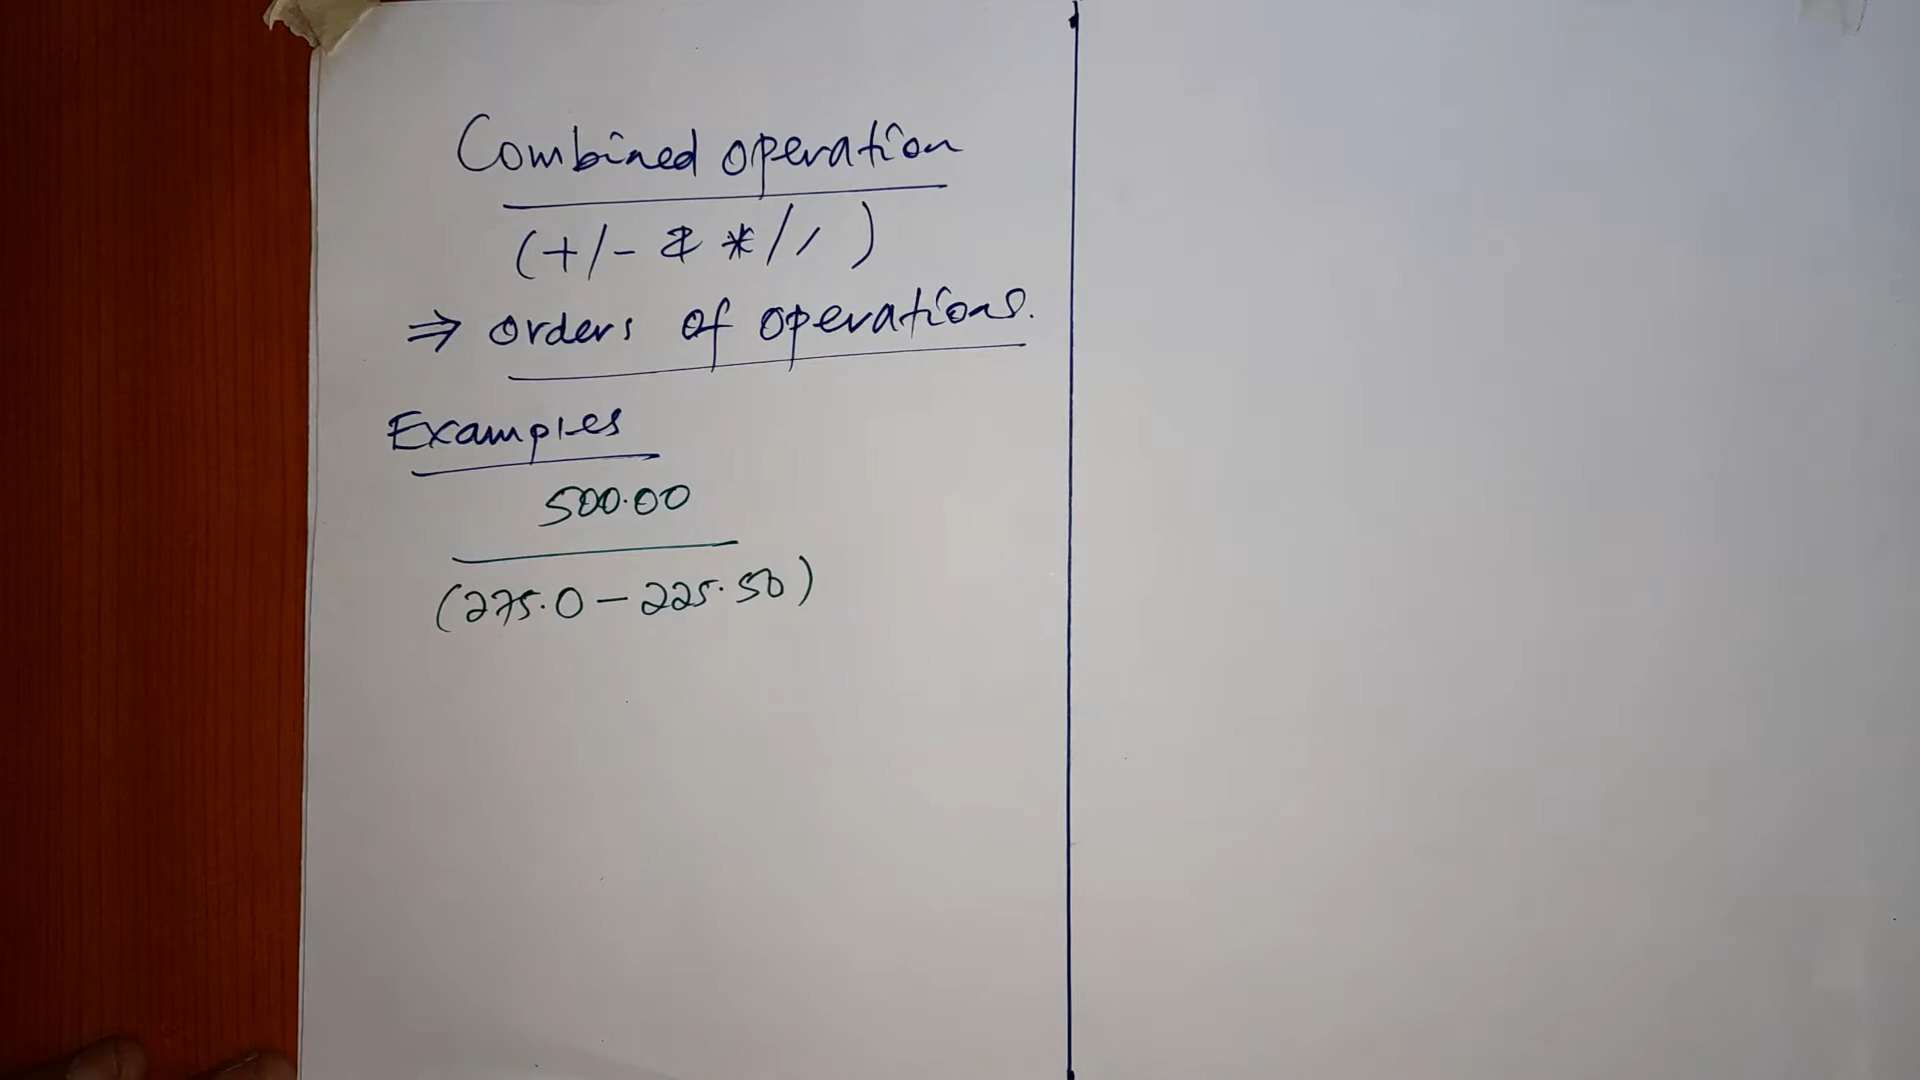 Combined operation
(+/- & * / / )
⇒ orders of operations.
Examples
500.00
(275.0 - 225.50)